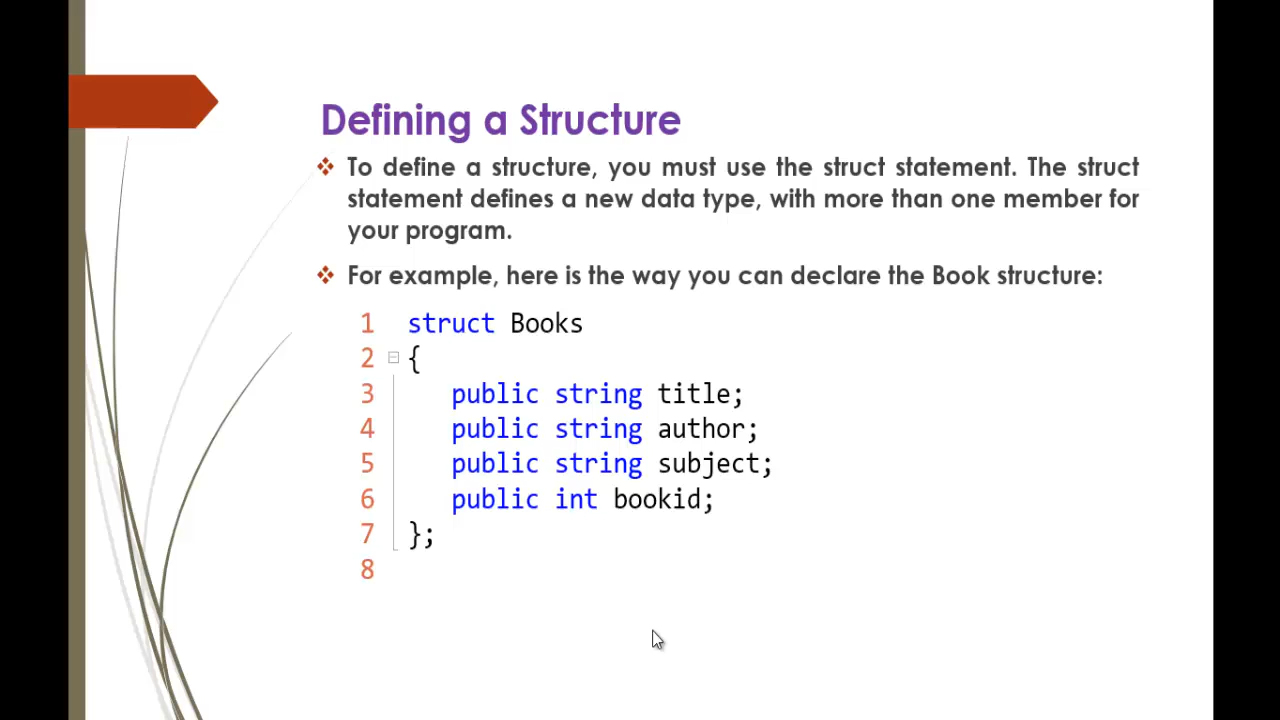 Defining a Structure
To define a structure, you must use the struct statement. The struct
statement defines a new data type, with more than one member for
your program.
For example, here is the way you can declare the Book structure:
1 struct Books
2 {
3 public string title;
4 public string author;
5 public string subject;
6 public int bookid;
7 };
8